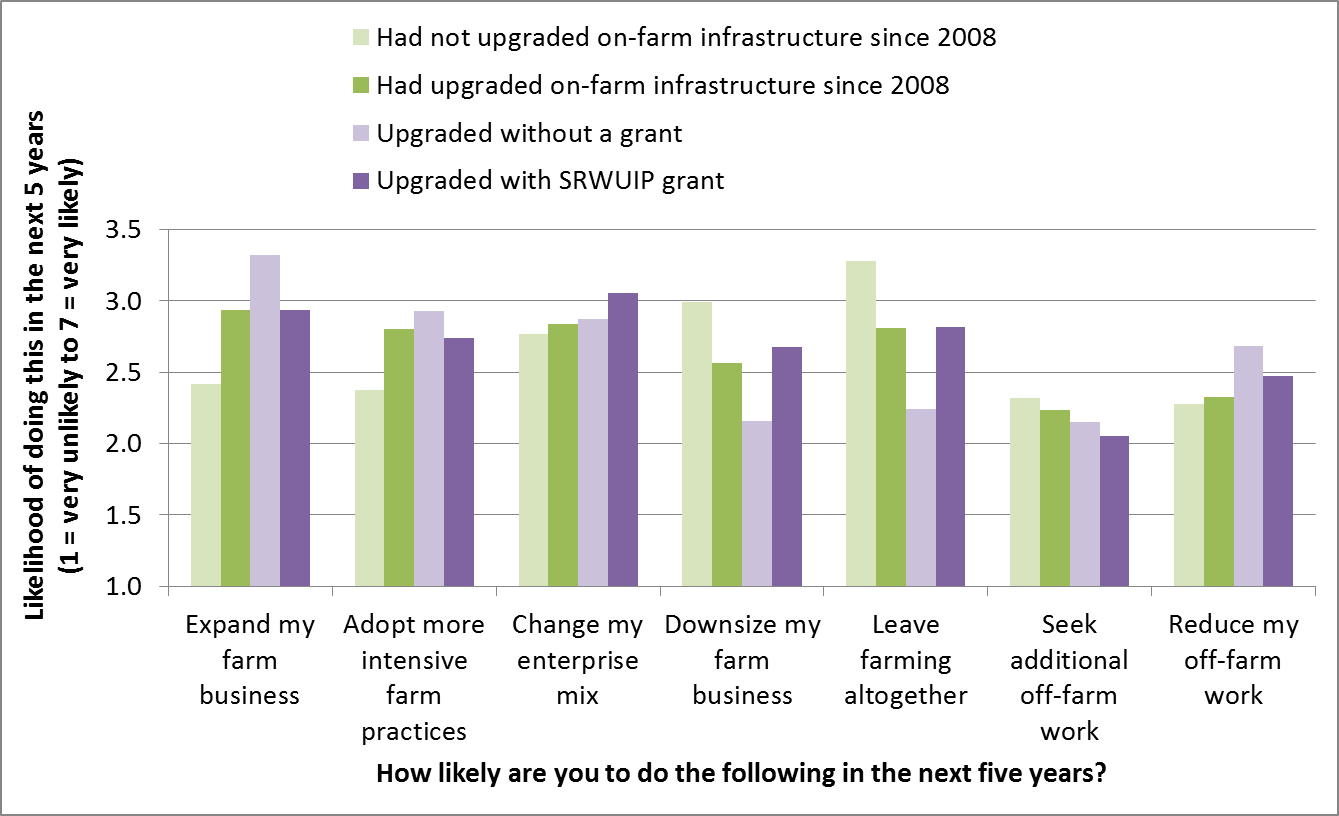 Had not upgraded on-farm infrastructure since 2008
Had upgraded on-farm infrastructure since 2008
Upgraded without a grant
Upgraded with SRWUIP grant
Likelihood of doing this in the next 5 years
(1 = very unlikely to 7 = very likely)
3.5
3.0
2.5
2.0
1.5
1.0
Expand my
farm
business
Adopt more
intensive
farm
practices
Change my
enterprise
mix
Downsize my
farm
business
Leave
farming
altogether
Seek
additional
off-farm
work
Reduce my
off-farm
work
How likely are you to do the following in the next five years?